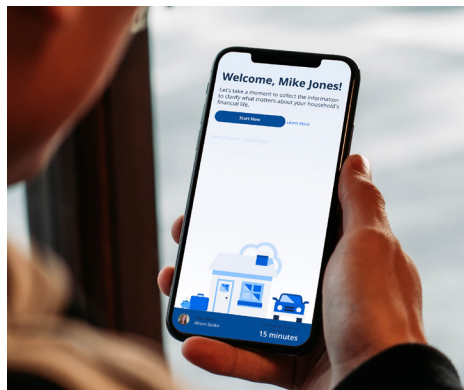 Welcome, Mike Jones!
Let's take a moment to collect the information
to clarify what matters about your household's
financial life.
Start Now
Learn More
15 minutes